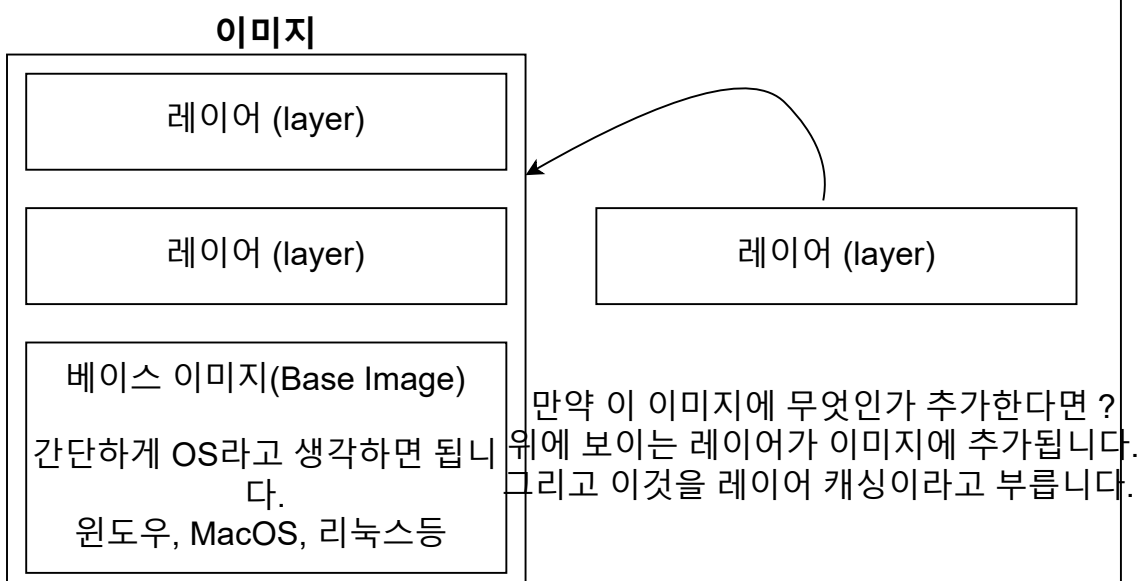 이미지
레이어 (layer)
레이어 (layer)
레이어 (layer)
베이스 이미지(Base Image)
간단하게 OS라고 생각하면 됩니
다.
윈도우, MacOS, 리눅스등
만약 이 이미지에 무엇인가 추가한다면 ?
위에 보이는 레이어가 이미지에 추가됩니다.
그리고 이것을 레이어 캐싱이라고 부릅니다.